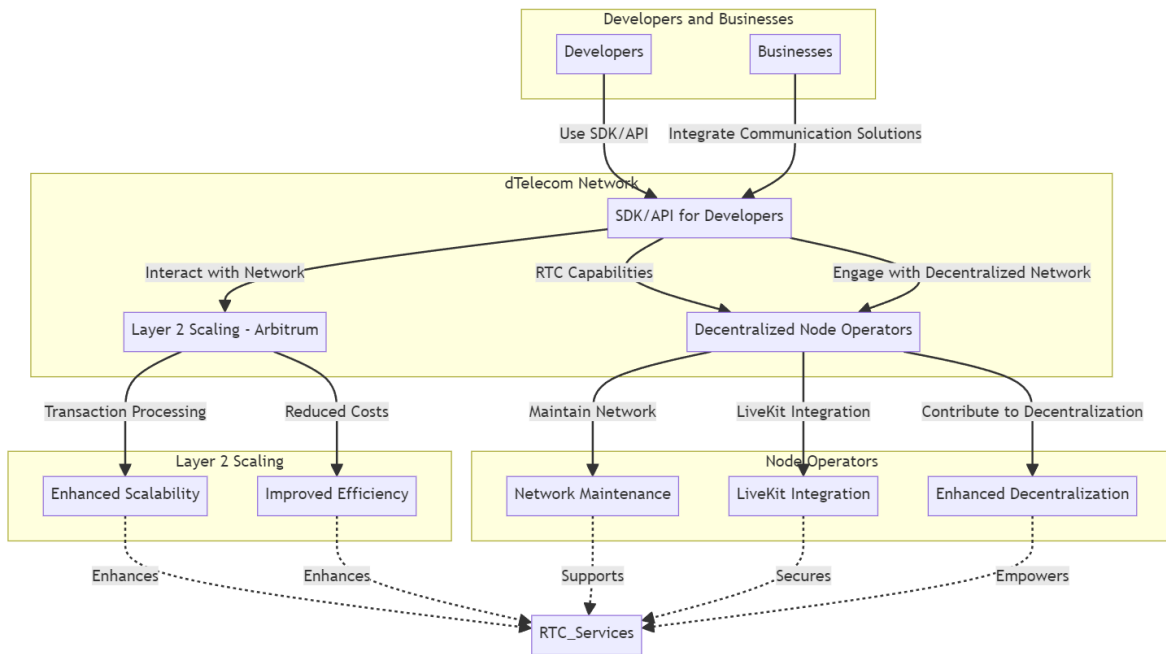 Developers and Businesses
Developers
Businesses
Use SDK/API
Integrate Communication Solutions
dTelecom Network
SDK/API for Developers
Interact with Network
RTC Capabilities
Engage with Decentralized Network
Layer 2 Scaling - Arbitrum
Decentralized Node Operators
Transaction Processing
Reduced Costs
Maintain Network
LiveKit Integration
Contribute to Decentralization
Layer 2 Scaling
Node Operators
Enhanced Scalability
Improved Efficiency
Network Maintenance
LiveKit Integration
Enhanced Decentralization
Enhances
Enhances
Supports
Secures
Empowers
RTC_Services